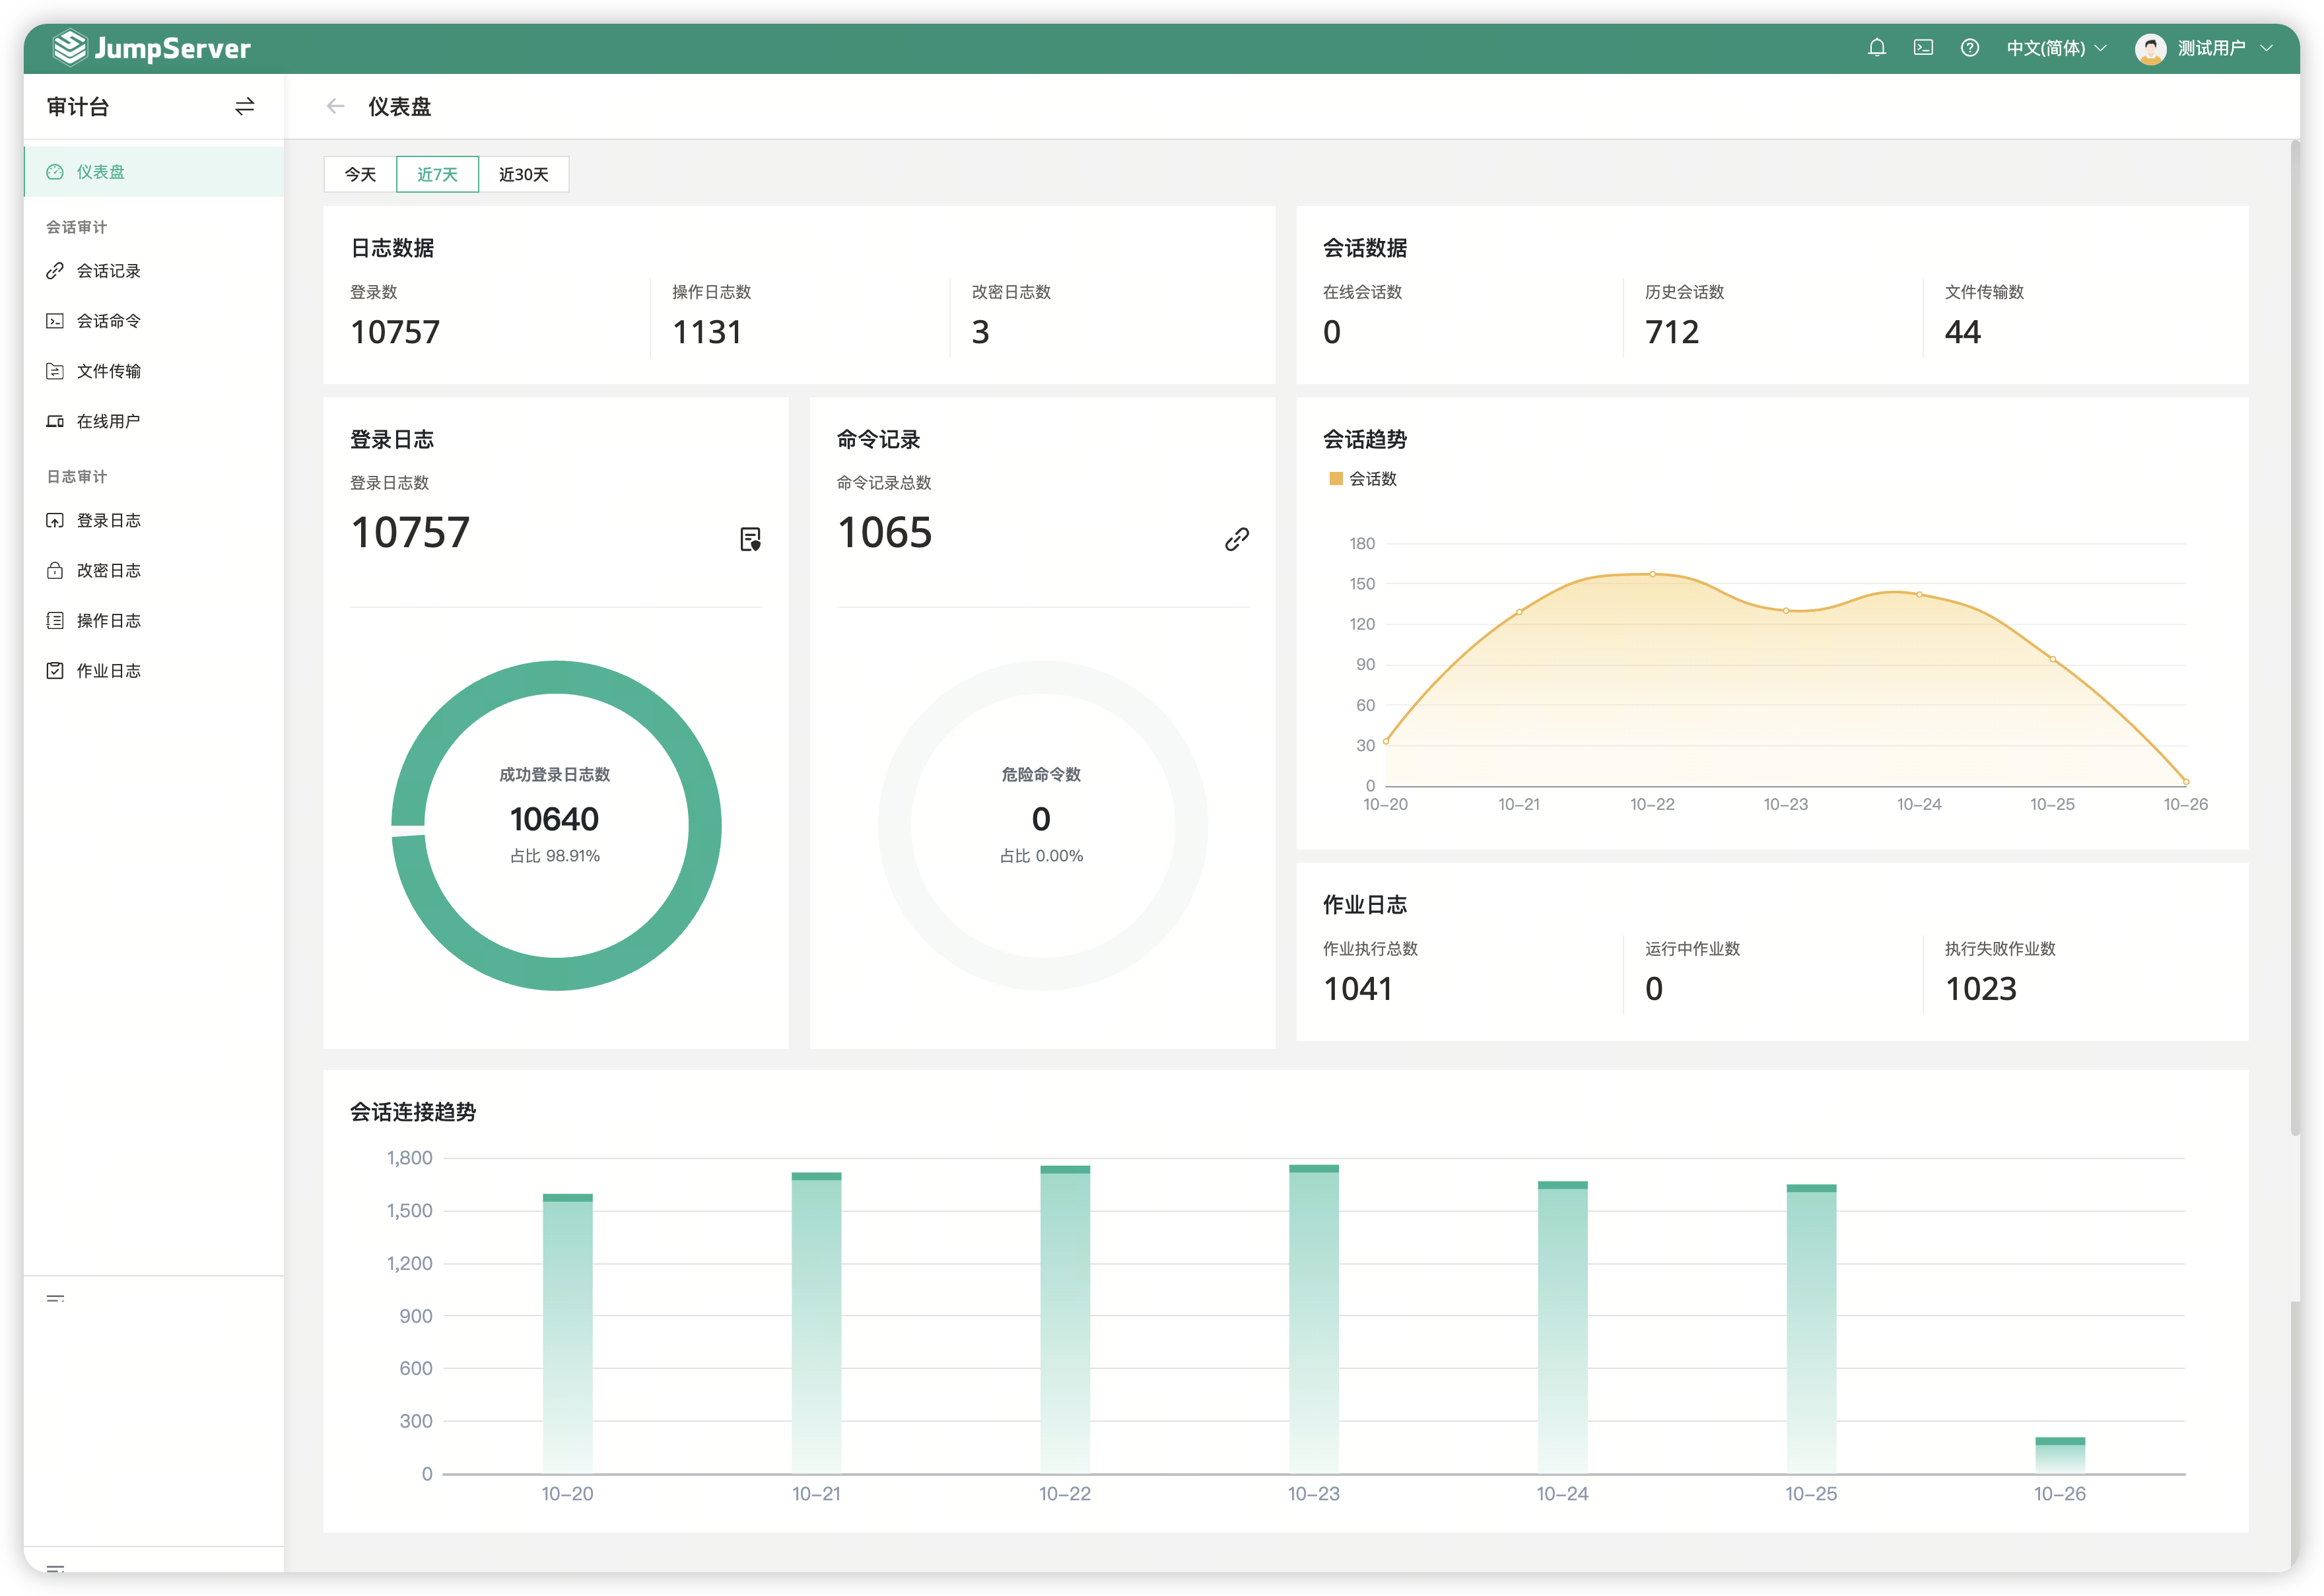 JumpServer
中文(简体)
测试用户
审计台
仪表盘
仪表盘
会话审计
会话记录
会话命令
文件传输
在线用户
日志审计
登录日志
改密日志
操作日志
作业日志
今天
近7天
近30天
日志数据
登录数
操作日志数
改密日志数
10757
1131
3
会话数据
在线会话数
历史会话数
文件传输数
0
712
44
登录日志
登录日志数
10757
成功登录日志数
10640
占比 98.91%
命令记录
命令记录总数
1065
危险命令数
0
占比 0.00%
会话趋势
会话数
180
150
120
90
60
30
0
10-20
10-21
10-22
10-23
10-24
10-25
10-26
作业日志
作业执行总数
运行中作业数
执行失败作业数
1041
0
1023
会话连接趋势
1,800
1,500
1,200
900
600
300
0
10-20
10-21
10-22
10-23
10-24
10-25
10-26